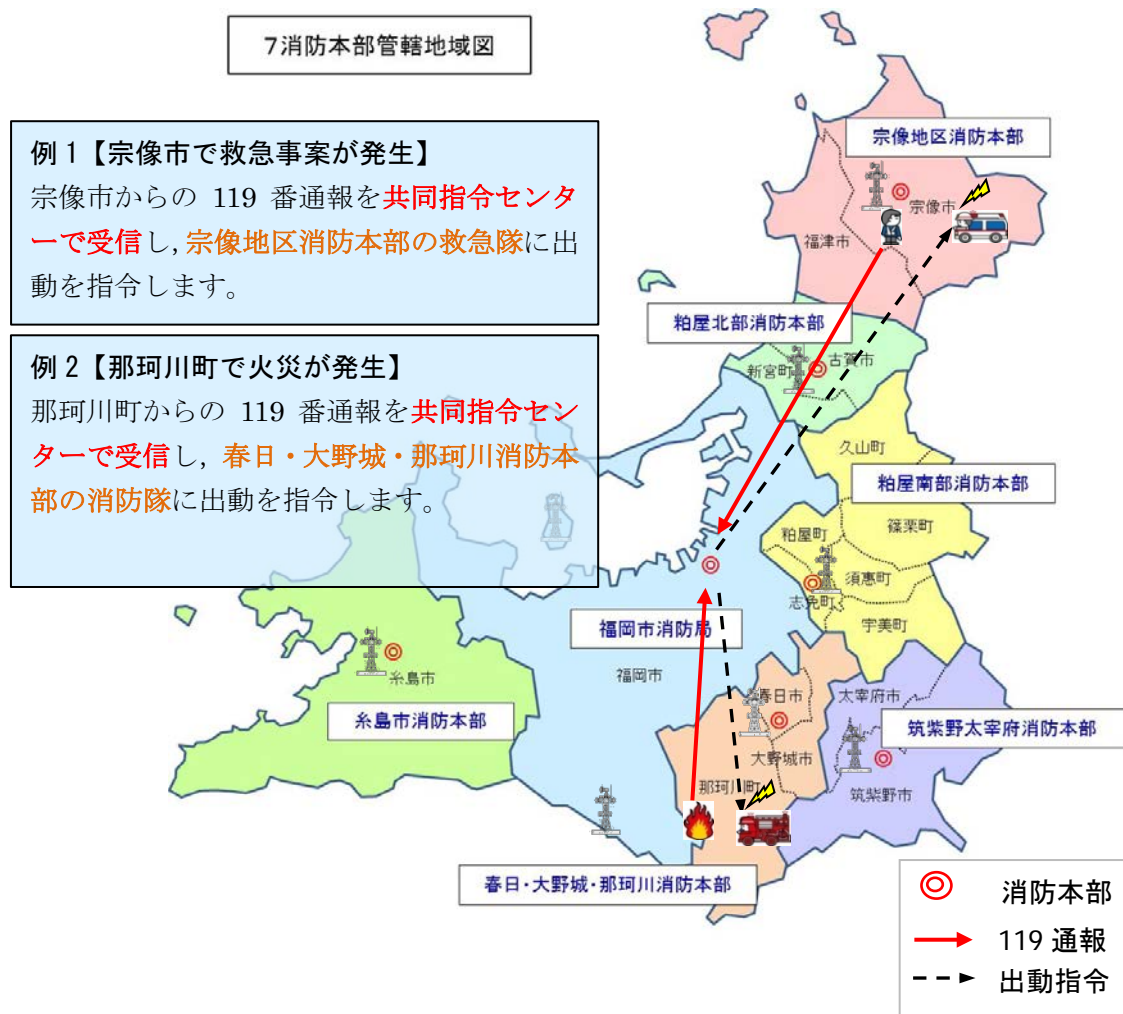 7消防本部管轄地域図
例1【宗像市で救急事案が発生】
宗像市からの 119 番通報を共同指令センタ
ーで受信し,宗像地区消防本部の救急隊に出
動を指令します。
例2【那珂川町で火災が発生】
那珂川町からの 119 番通報を共同指令セン
ターで受信し, 春日・大野城・那珂川消防本
部の消防隊に出動を指令します。
宗像地区消防本部
宗像市
福津市
粕屋北部消防本部
古賀市
新宮町
久山町
粕屋南部消防本部
篠栗町
粕屋町
須恵町
志免町
宇美町
福岡市消防局
福岡市
糸島市
糸島市消防本部
春日市
太宰府市
筑紫野太宰府消防本部
大野城市
那珂川町
筑紫野市
春日・大野城・那珂川消防本部
消防本部
119 通報
出動指令